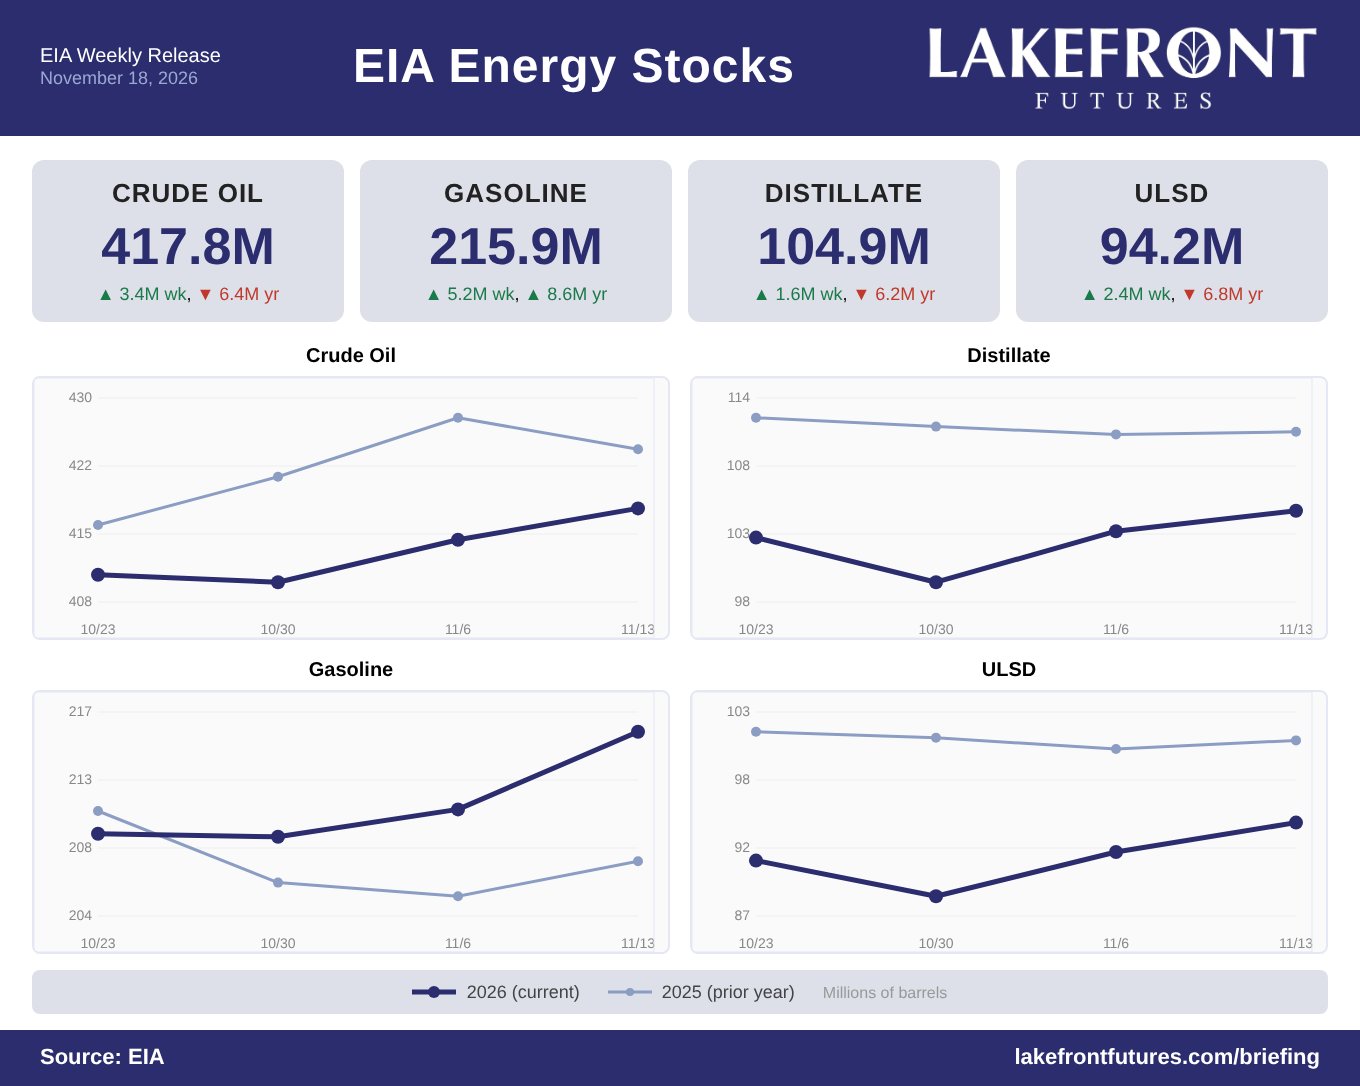 EIA Weekly Release
November 18, 2026
EIA Energy Stocks
LAKEFRONT
FUTURES
CRUDE OIL
417.8M
▲ 3.4M wk, ▼ 6.4M yr
GASOLINE
215.9M
▲ 5.2M wk, ▲ 8.6M yr
DISTILLATE
104.9M
▲ 1.6M wk, ▼ 6.2M yr
ULSD
94.2M
▲ 2.4M wk, ▼ 6.8M yr
Crude Oil
430
422
415
408
10/23 10/30 11/6 11/13
Distillate
114
108
103
98
10/23 10/30 11/6 11/13
Gasoline
217
213
208
204
10/23 10/30 11/6 11/13
ULSD
103
98
92
87
10/23 10/30 11/6 11/13
2026 (current) 2025 (prior year) Millions of barrels
Source: EIA
lakefrontfutures.com/briefing